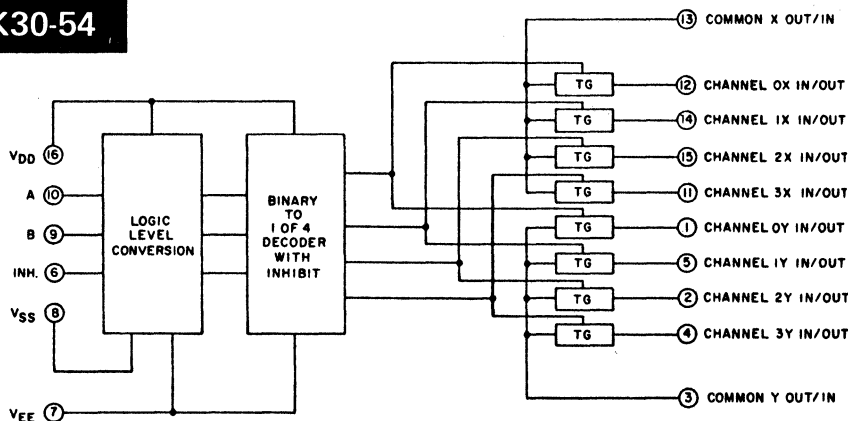 K30-54
13 COMMON X OUT/IN
TG 12 CHANNEL 0X IN/OUT
TG 14 CHANNEL 1X IN/OUT
TG 15 CHANNEL 2X IN/OUT
TG 11 CHANNEL 3X IN/OUT
TG 1 CHANNEL 0Y IN/OUT
TG 5 CHANNEL 1Y IN/OUT
TG 2 CHANNEL 2Y IN/OUT
TG 4 CHANNEL 3Y IN/OUT
3 COMMON Y OUT/IN
VDD 16
A 10
B 9
INH. 6
VSS 8
VEE 7
LOGIC
LEVEL
CONVERSION
BINARY
TO
1 OF 4
DECODER
WITH
INHIBIT